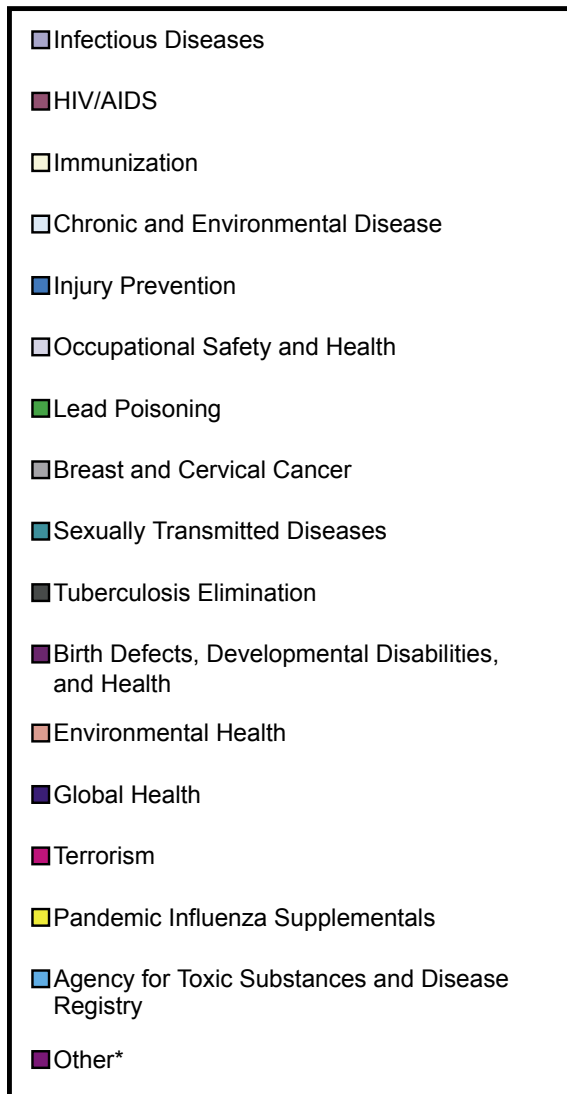 Infectious Diseases
HIV/AIDS
Immunization
Chronic and Environmental Disease
Injury Prevention
Occupational Safety and Health
Lead Poisoning
Breast and Cervical Cancer
Sexually Transmitted Diseases
Tuberculosis Elimination
Birth Defects, Developmental Disabilities,
and Health
Environmental Health
Global Health
Terrorism
Pandemic Influenza Supplementals
Agency for Toxic Substances and Disease
Registry
Other*